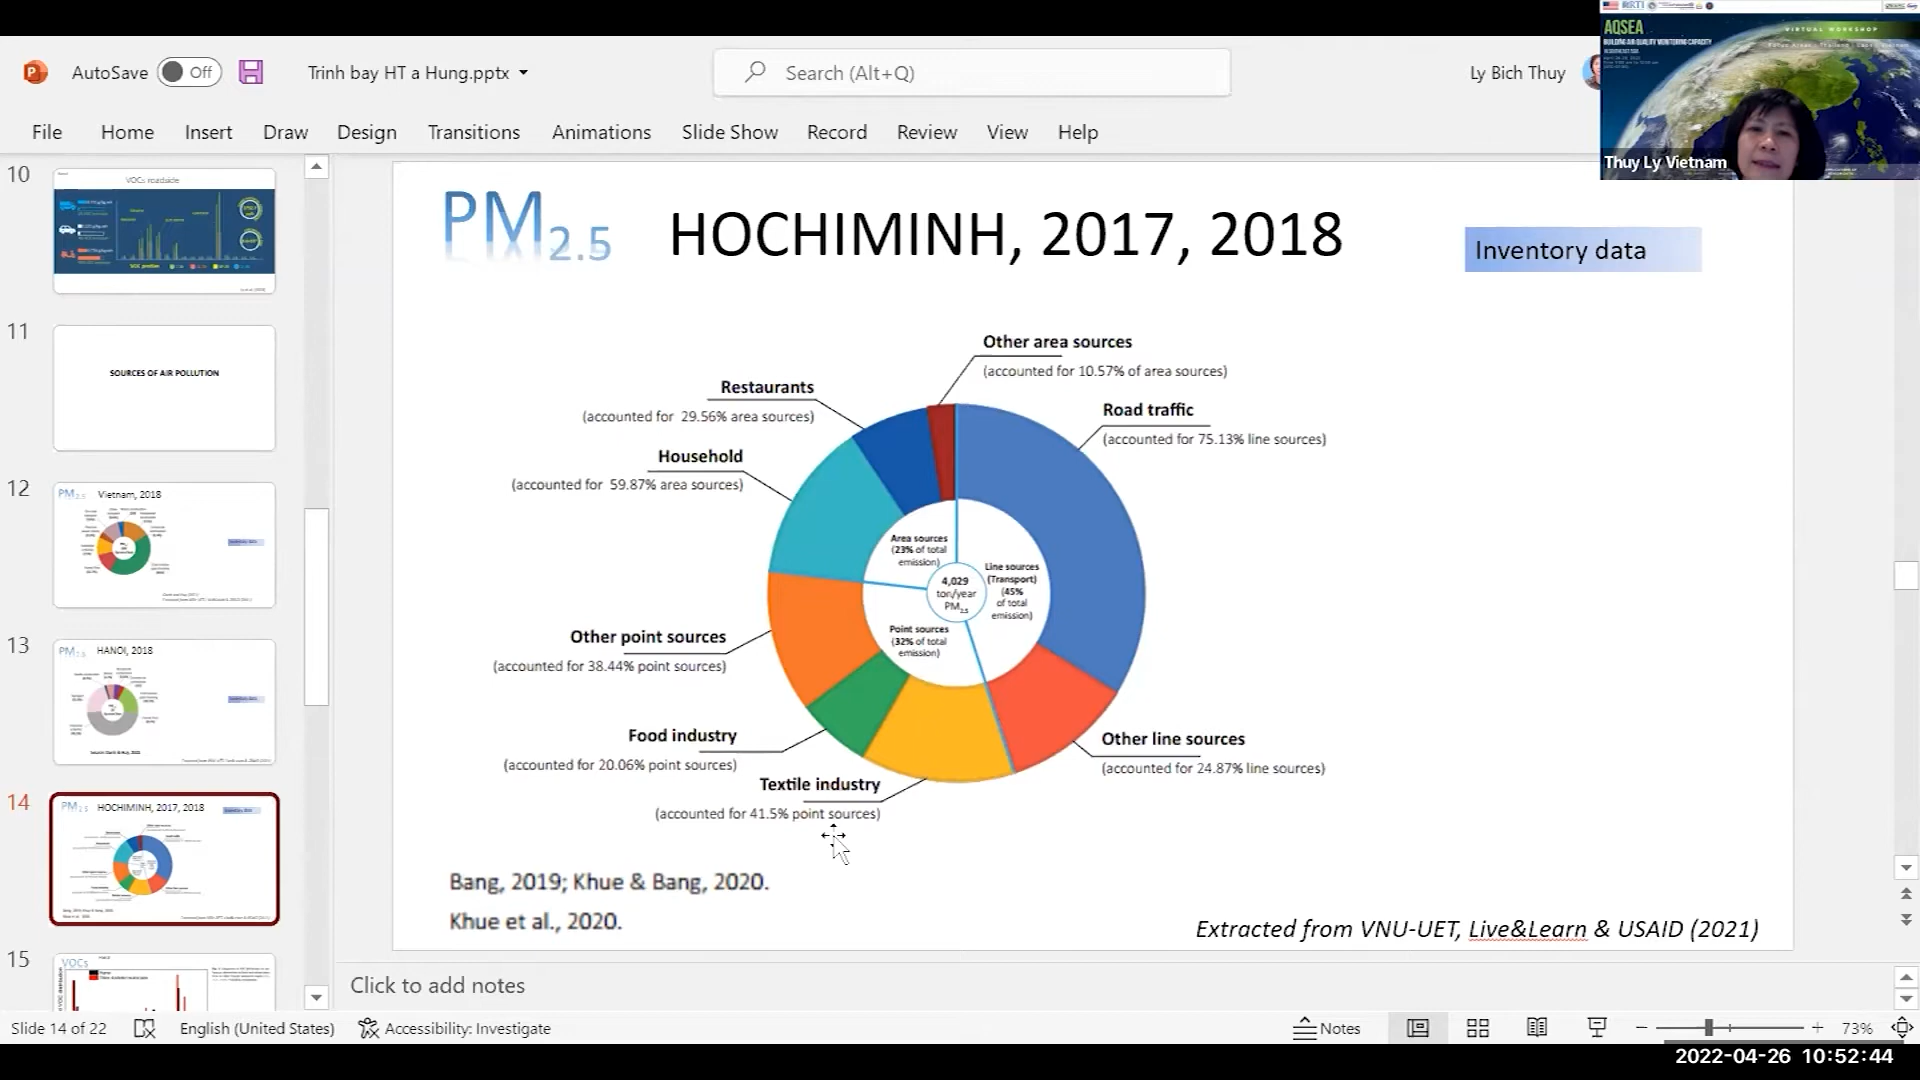 AutoSave
Off
Trinh bay HT a Hung.pptx
Search (Alt+Q)
Ly Bich Thuy
AQSEA
BUILDING AIR QUALITY MONITORING CAPACITY
VIRTUAL WORKSHOP
Thuy Ly Vietnam
File Home Insert Draw Design Transitions Animations Slide Show Record Review View Help
10
VOCs roadside
11
SOURCES OF AIR POLLUTION
12
PM2.5 Vietnam, 2018
13
PM2.5 HANOI, 2018
14
PM2.5 HOCHIMINH, 2017, 2018
15
VOCs
PM2.5
HOCHIMINH, 2017, 2018
Inventory data
Other area sources
(accounted for 10.57% of area sources)
Restaurants
(accounted for 29.56% area sources)
Road traffic
(accounted for 75.13% line sources)
Household
(accounted for 59.87% area sources)
Area sources
(23% of total
emission)
Line sources
(Transport)
(45%
of total
emission)
4,029
ton/year
PM2.5
Point sources
(32% of total
emission)
Other point sources
(accounted for 38.44% point sources)
Food industry
(accounted for 20.06% point sources)
Textile industry
(accounted for 41.5% point sources)
Other line sources
(accounted for 24.87% line sources)
Bang, 2019; Khue & Bang, 2020.
Khue et al., 2020.
Extracted from VNU-UET, Live&Learn & USAID (2021)
Click to add notes
Slide 14 of 22
English (United States)
Accessibility: Investigate
Notes
73%
2022-04-26 10:52:44